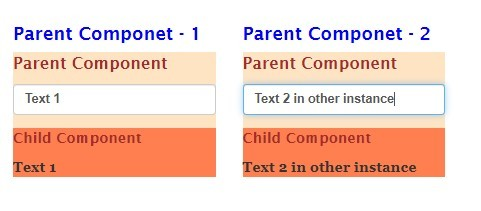 Parent Componet - 1
Parent Component
Text 1
Child Component
Text 1
Parent Componet - 2
Parent Component
Text 2 in other instance
Child Component
Text 2 in other instance